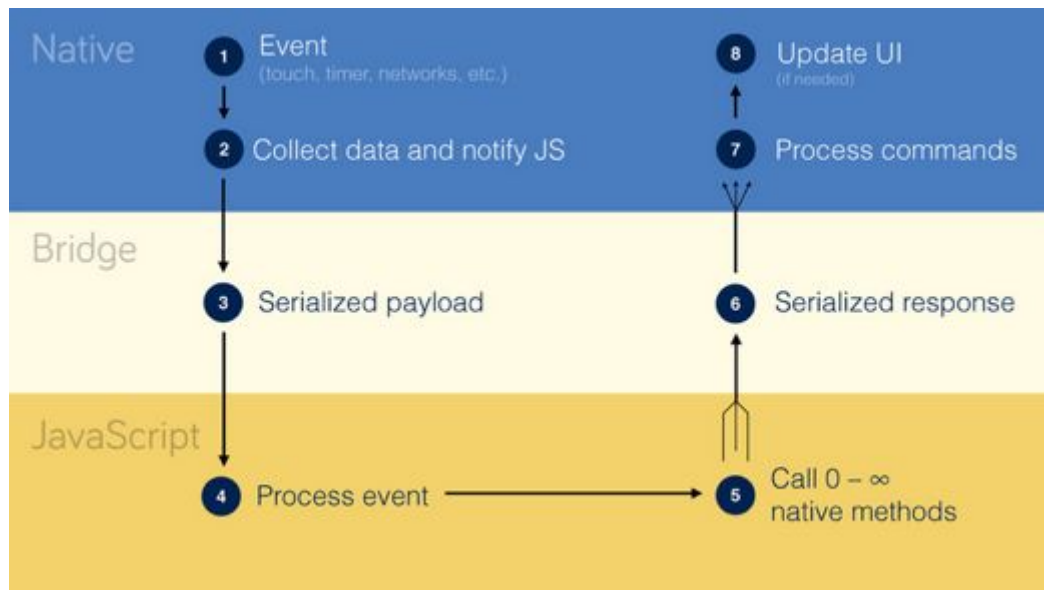 Native
1
Event
(touch, timer, networks, etc.)
2
Collect data and notify JS
8
Update UI
(if needed)
7
Process commands
Bridge
3
Serialized payload
6
Serialized response
JavaScript
4
Process event
5
Call 0 – ∞
native methods